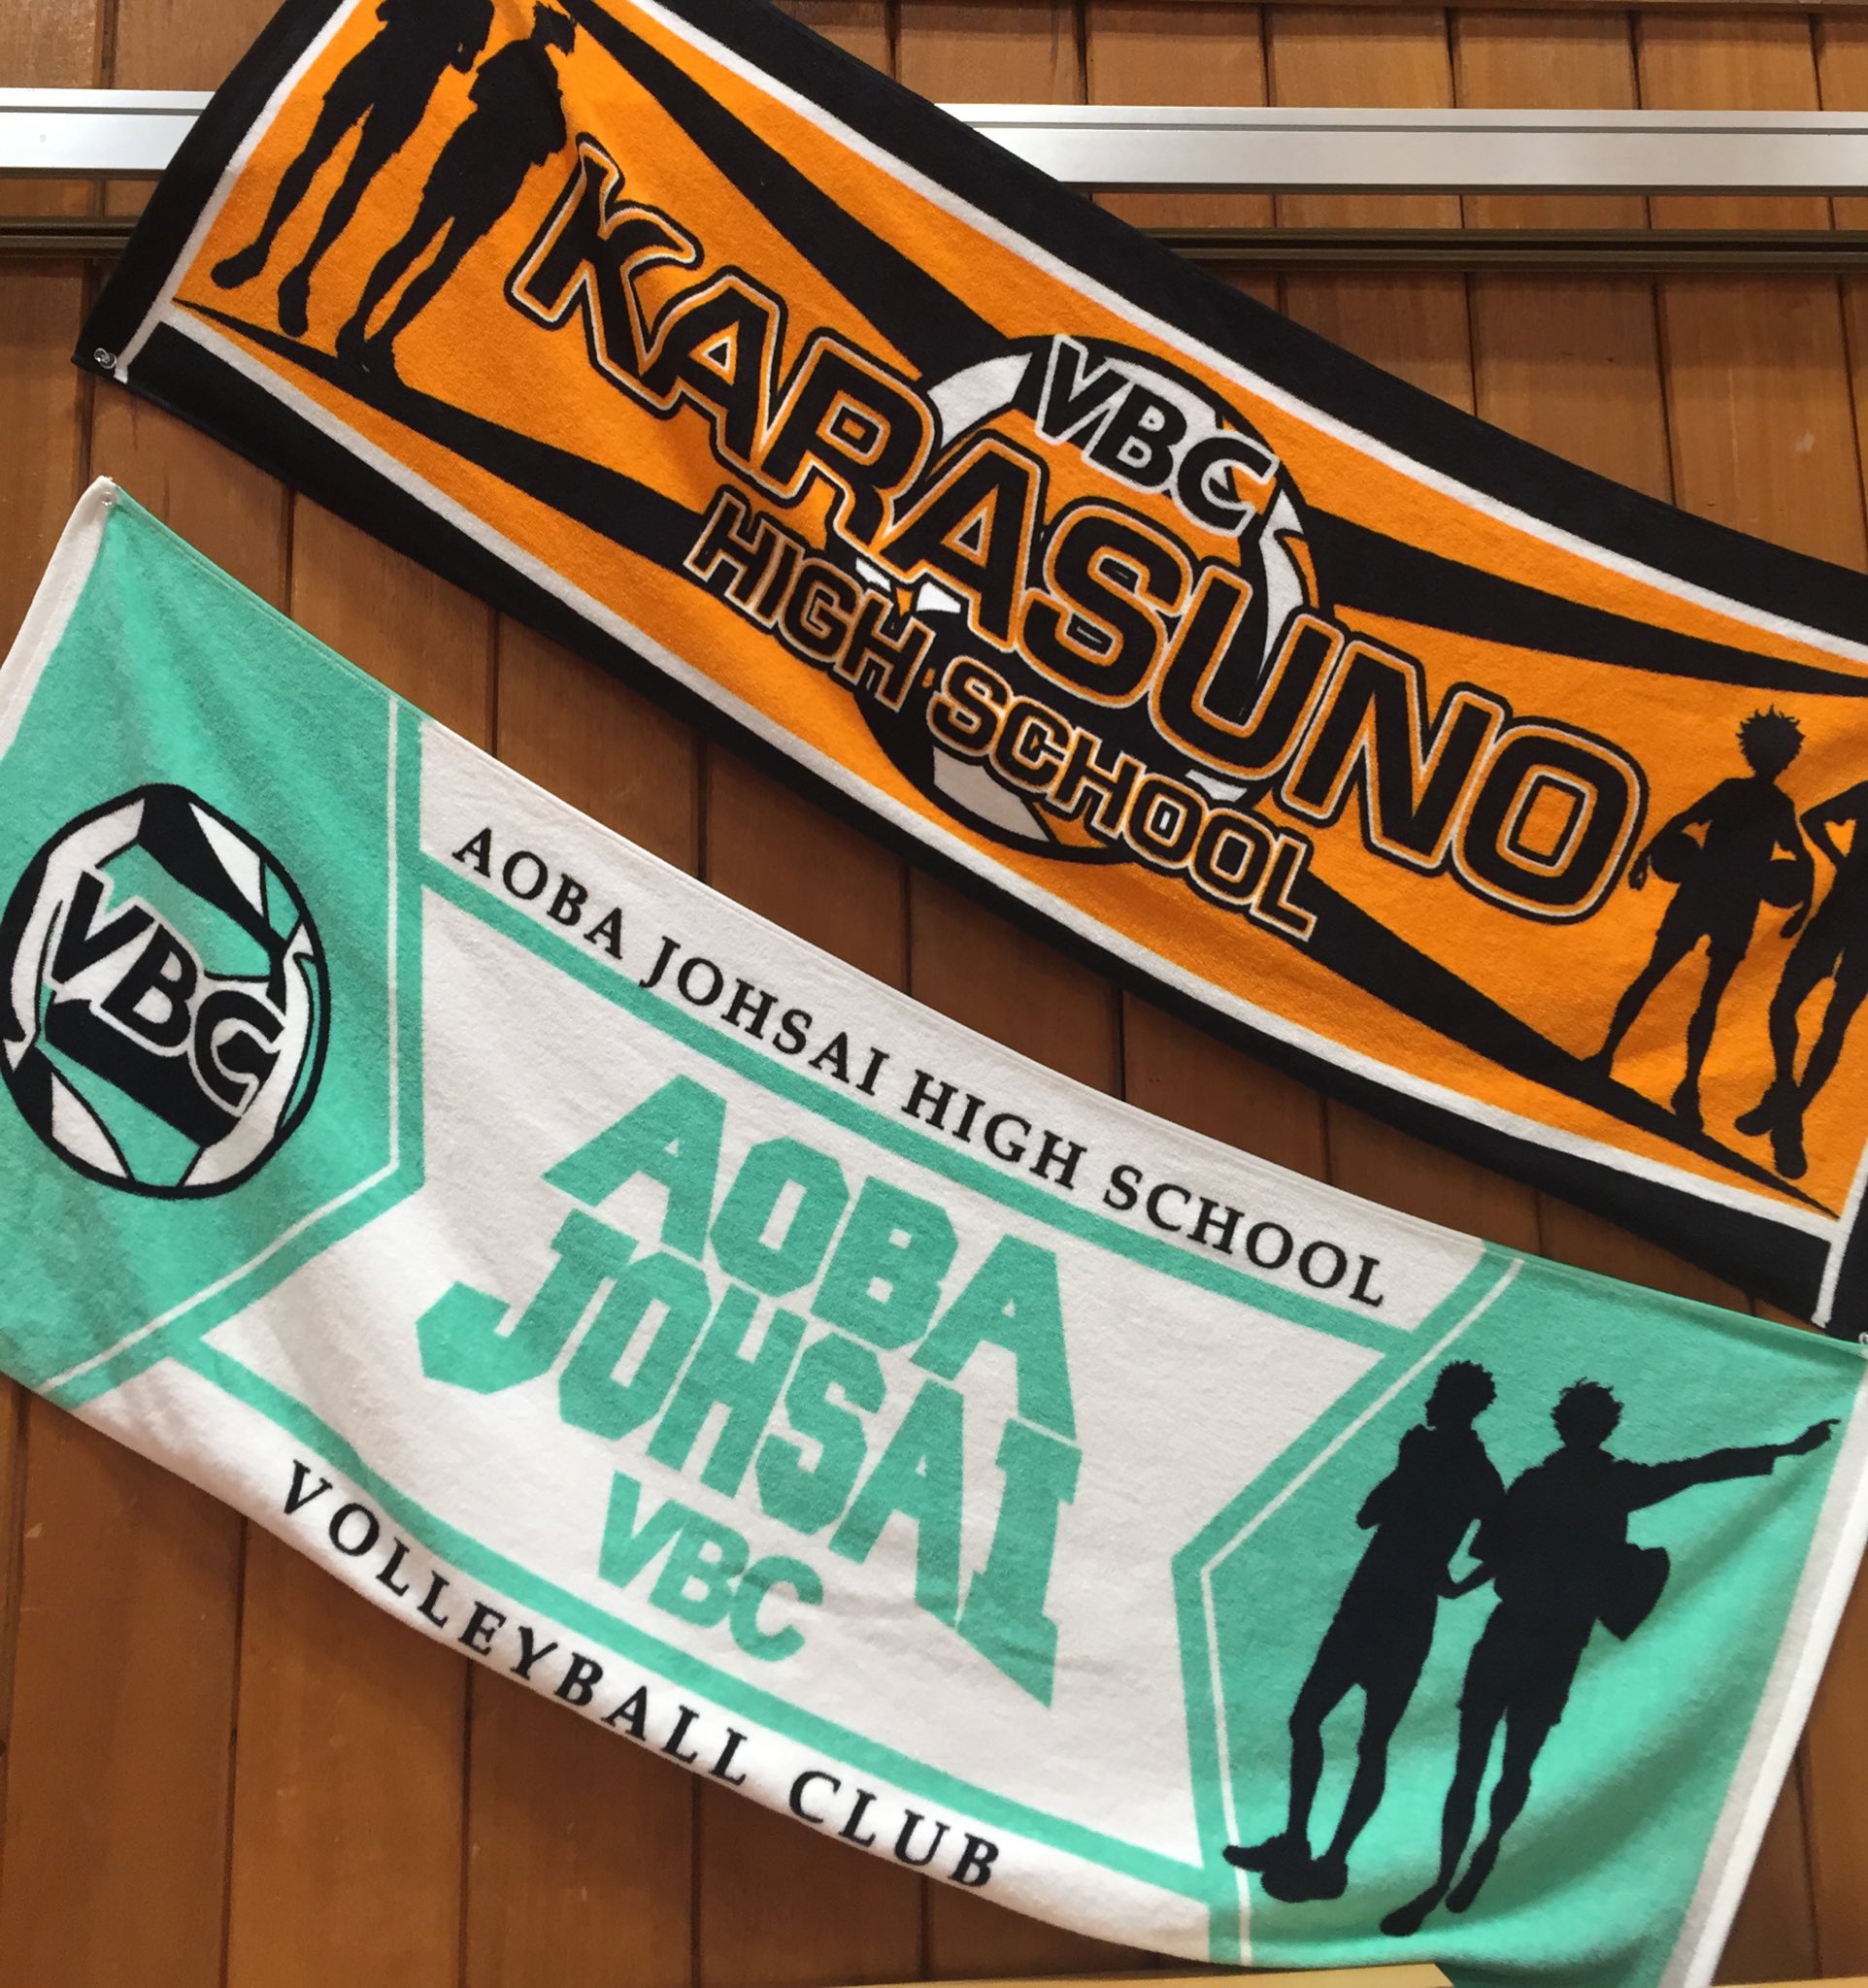 VBC
KARASUNO
HIGH SCHOOL
VBC
AOBA JOHSAI HIGH SCHOOL
AOBA
JOHSAI
VBC
VOLLEYBALL CLUB